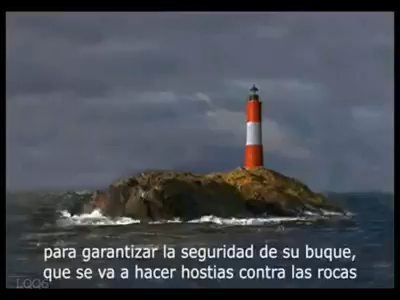 para garantizar la seguridad de su buque,
que se va a hacer hostias contra las rocas